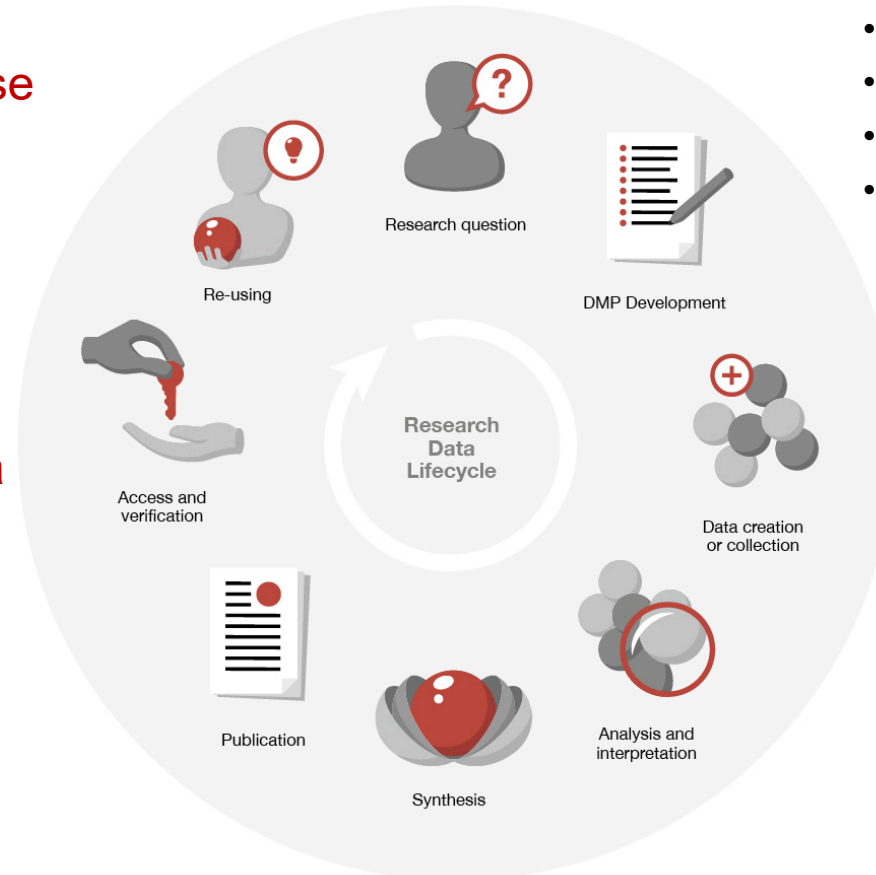 se
?
Research question
Re-using
DMP Development
+
Research
Data
Lifecycle
Access and
verification
Data creation
or collection
Publication
Analysis and
interpretation
Synthesis